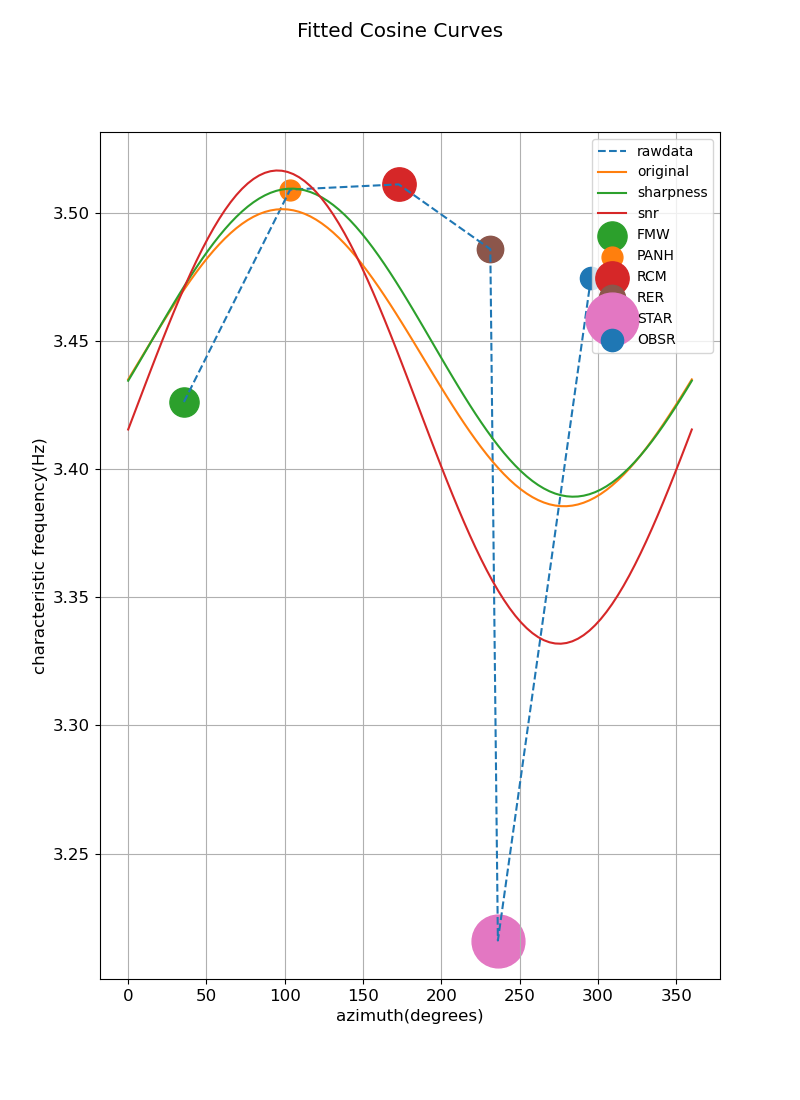 Fitted Cosine Curves
rawdata
original
sharpness
snr
FMW
PANH
RCM
RER
STAR
OBSR
3.50
3.45
3.40
3.35
3.30
3.25
characteristic frequency(Hz)
0 50 100 150 200 250 300 350
azimuth(degrees)